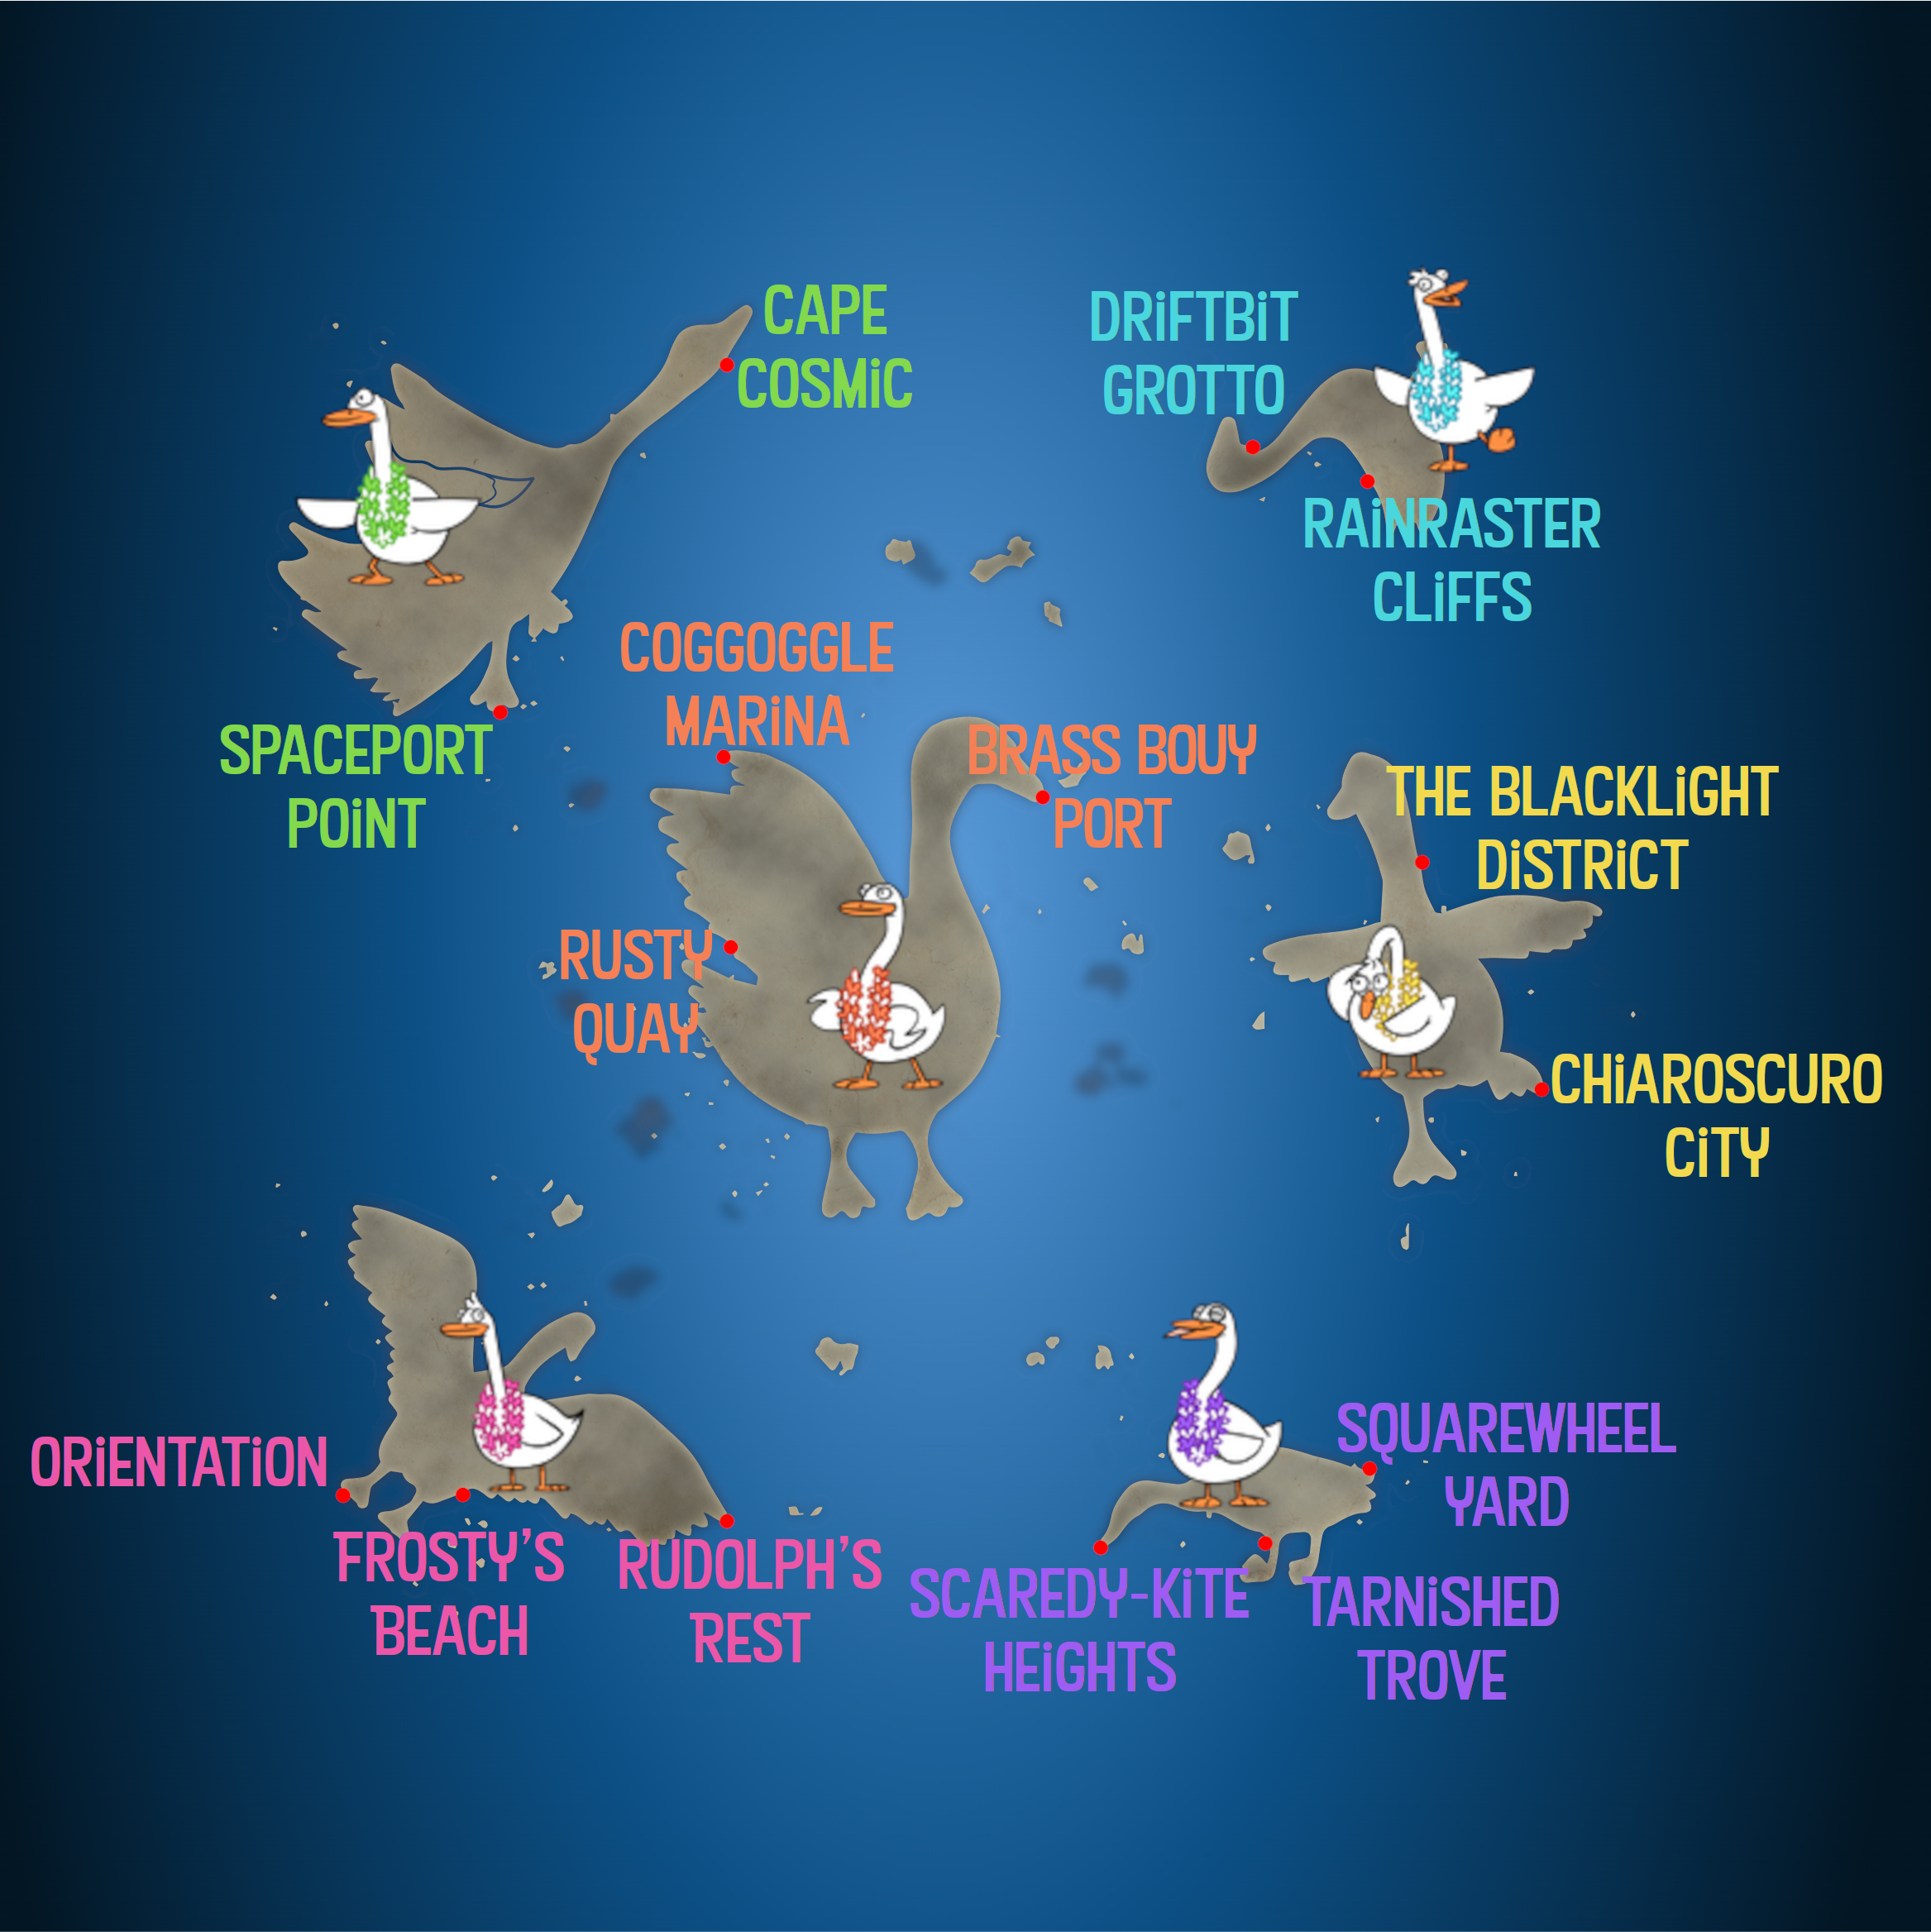 CAPE
COSMiC
DRiFTBiT
GROTTO
RAiNRASTER
CLiFFS
COGGOGGLE
MARiNA
SPACEPORT
POiNT
BRASS BOUY
PORT
THE BLACKLiGHT
DiSTRiCT
RUSTY
QUAY
CHiAROSCURO
CiTY
ORiENTATiON
FROSTY'S
BEACH
RUDOLPH'S
REST
SQUAREWHEEL
YARD
SCAREDY-KiTE
HEiGHTS
TARNiSHED
TROVE